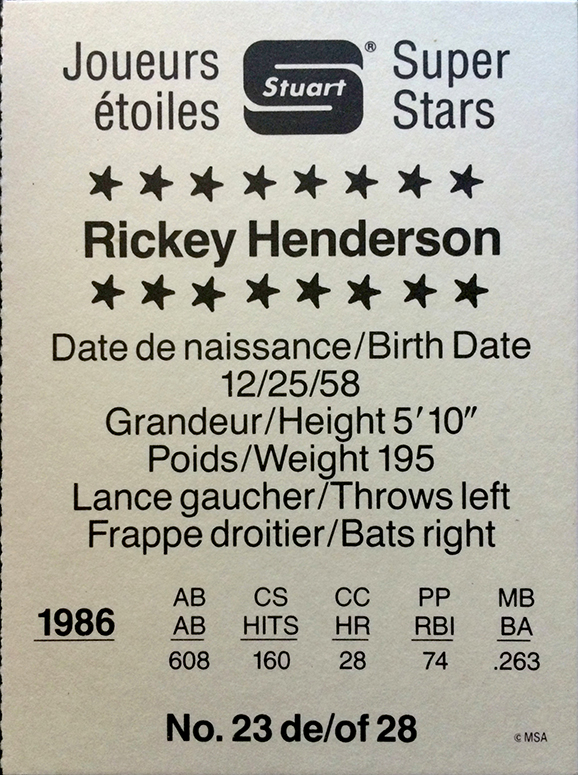 Joueurs étoiles
Stuart®
Super Stars
★ ★ ★ ★ ★ ★ ★ ★
Rickey Henderson
★ ★ ★ ★ ★ ★ ★ ★
Date de naissance/Birth Date
12/25/58
Grandeur/Height 5'10"
Poids/Weight 195
Lance gaucher/Throws left
Frappe droitier/Bats right
AB CS CC PP MB
1986 AB HITS HR RBI BA
608 160 28 74 .263
No. 23 de/of 28
© MSA